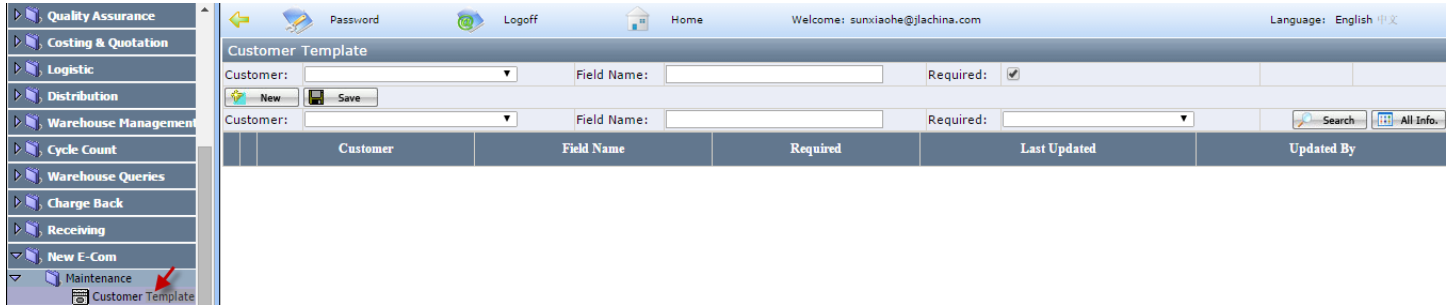 Quality Assurance
Costing & Quotation
Logistic
Distribution
Warehouse Management
Cycle Count
Warehouse Queries
Charge Back
Receiving
New E-Com
Maintenance
Customer Template
Password Logoff Home Welcome: sunxiaohe@jlachina.com Language: English 中文
Customer Template
Customer: Field Name: Required:
New Save
Customer: Field Name: Required: Search All Info.
Customer Field Name Required Last Updated Updated By